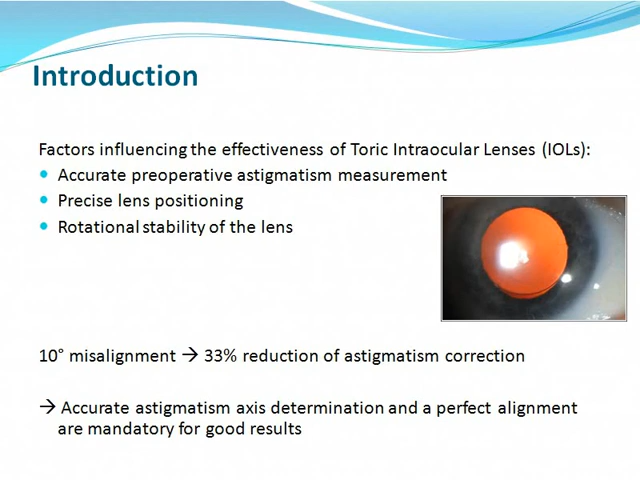 Introduction
Factors influencing the effectiveness of Toric Intraocular Lenses (IOLs):
• Accurate preoperative astigmatism measurement
• Precise lens positioning
• Rotational stability of the lens
10° misalignment → 33% reduction of astigmatism correction
→ Accurate astigmatism axis determination and a perfect alignment
are mandatory for good results